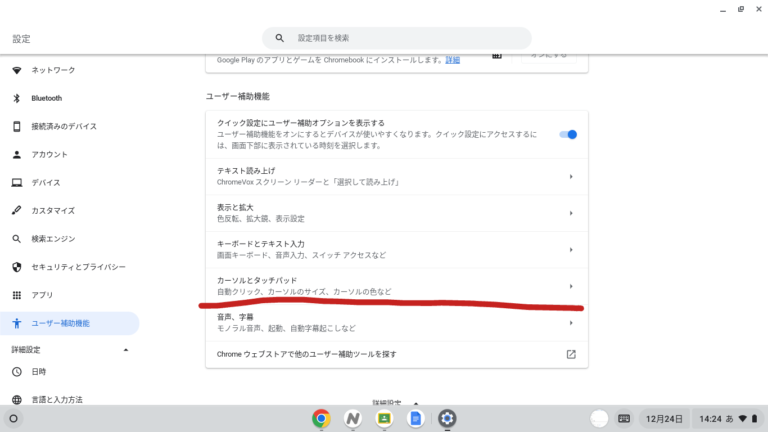 設定
設定項目を検索
ネットワーク
Bluetooth
接続済みのデバイス
アカウント
デバイス
カスタマイズ
検索エンジン
セキュリティとプライバシー
アプリ
ユーザー補助機能
詳細設定
日時
言語と入力方法
Google Play のアプリとゲームを Chromebook にインストールします。詳細
オンにする
ユーザー補助機能
クイック設定にユーザー補助オプションを表示する
ユーザー補助機能をオンにするとデバイスが使いやすくなります。クイック設定にアクセスするに
は、画面下部に表示されている時刻を選択します。
テキスト読み上げ
ChromeVox スクリーン リーダーと「選択して読み上げ」
表示と拡大
色反転、拡大鏡、表示設定
キーボードとテキスト入力
画面キーボード、音声入力、スイッチ アクセスなど
カーソルとタッチパッド
自動クリック、カーソルのサイズ、カーソルの色など
音声、字幕
モノラル音声、起動、自動字幕起こしなど
Chrome ウェブストアで他のユーザー補助ツールを探す
詳細設定
12月24日
14:24 あ